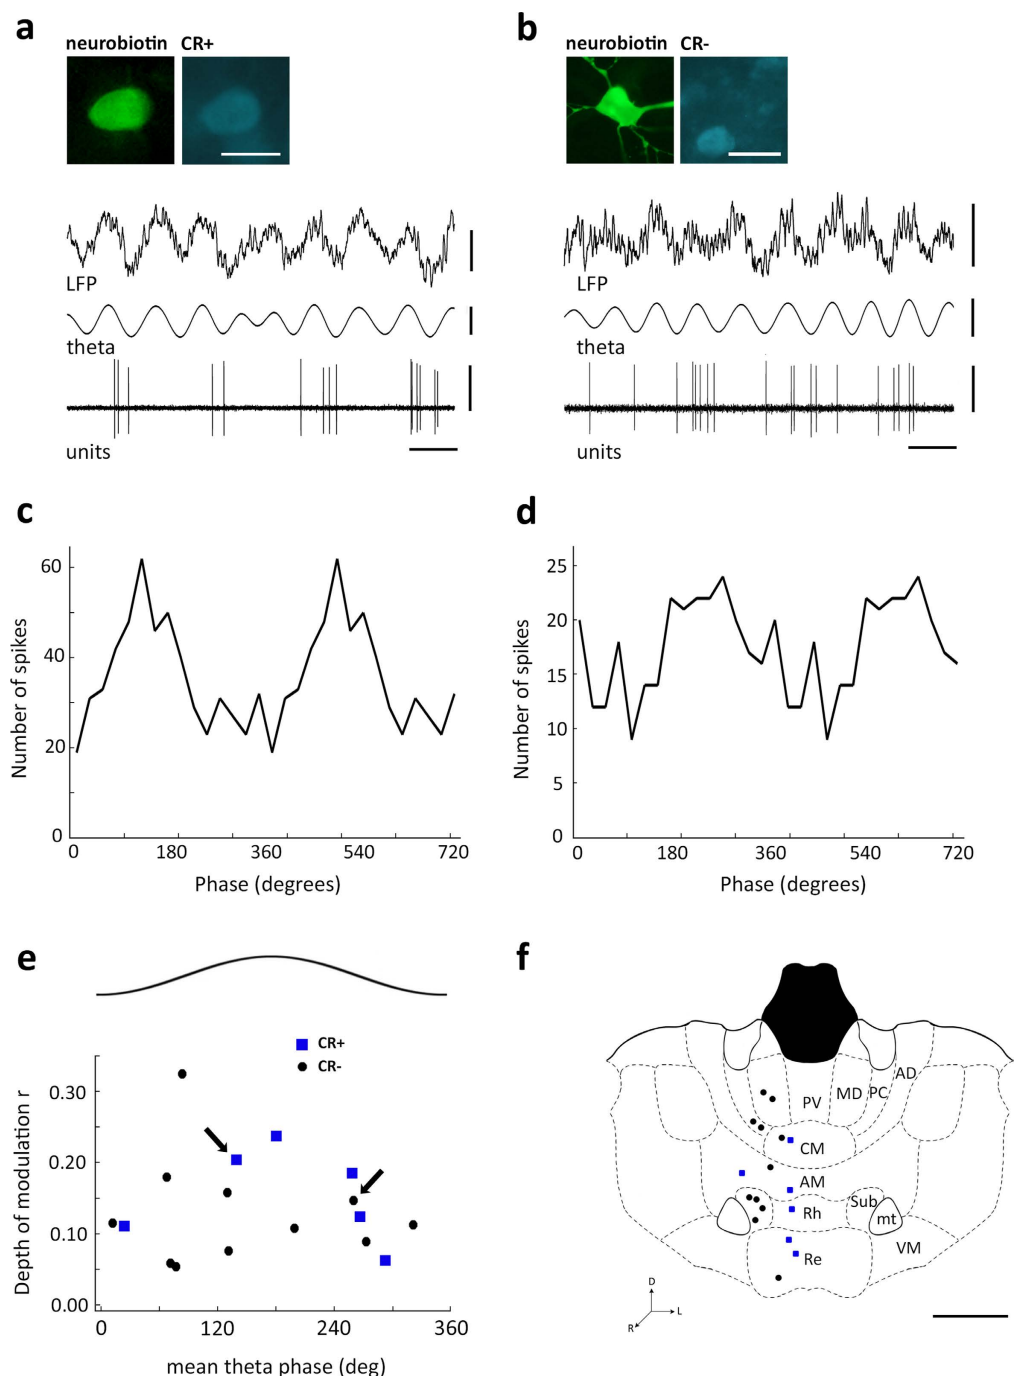 a
neurobiotin CR+
LFP
theta
units
b
neurobiotin CR-
LFP
theta
units
c
Number of spikes
60
40
20
0
0 180 360 540 720
Phase (degrees)
d
Number of spikes
25
20
15
10
5
0
0 180 360 540 720
Phase (degrees)
e
CR+
CR-
Depth of modulation r
0.30
0.20
0.10
0.00
0 120 240 360
mean theta phase (deg)
f
AD
PV MD PC
CM
AM
Sub
Rh mt
VM
Re
D
L
R